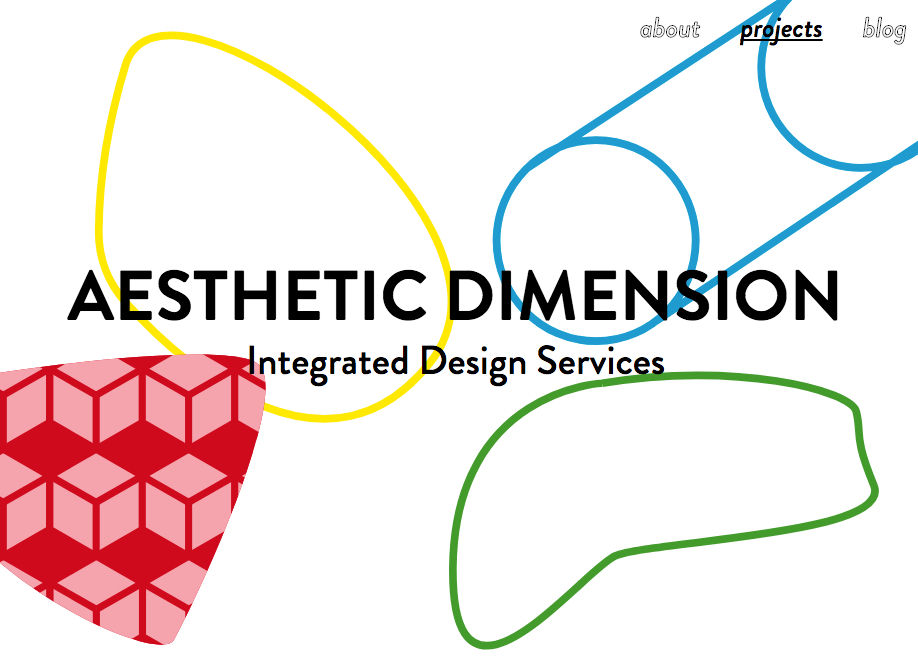 about projects blog
AESTHETIC DIMENSION
Integrated Design Services